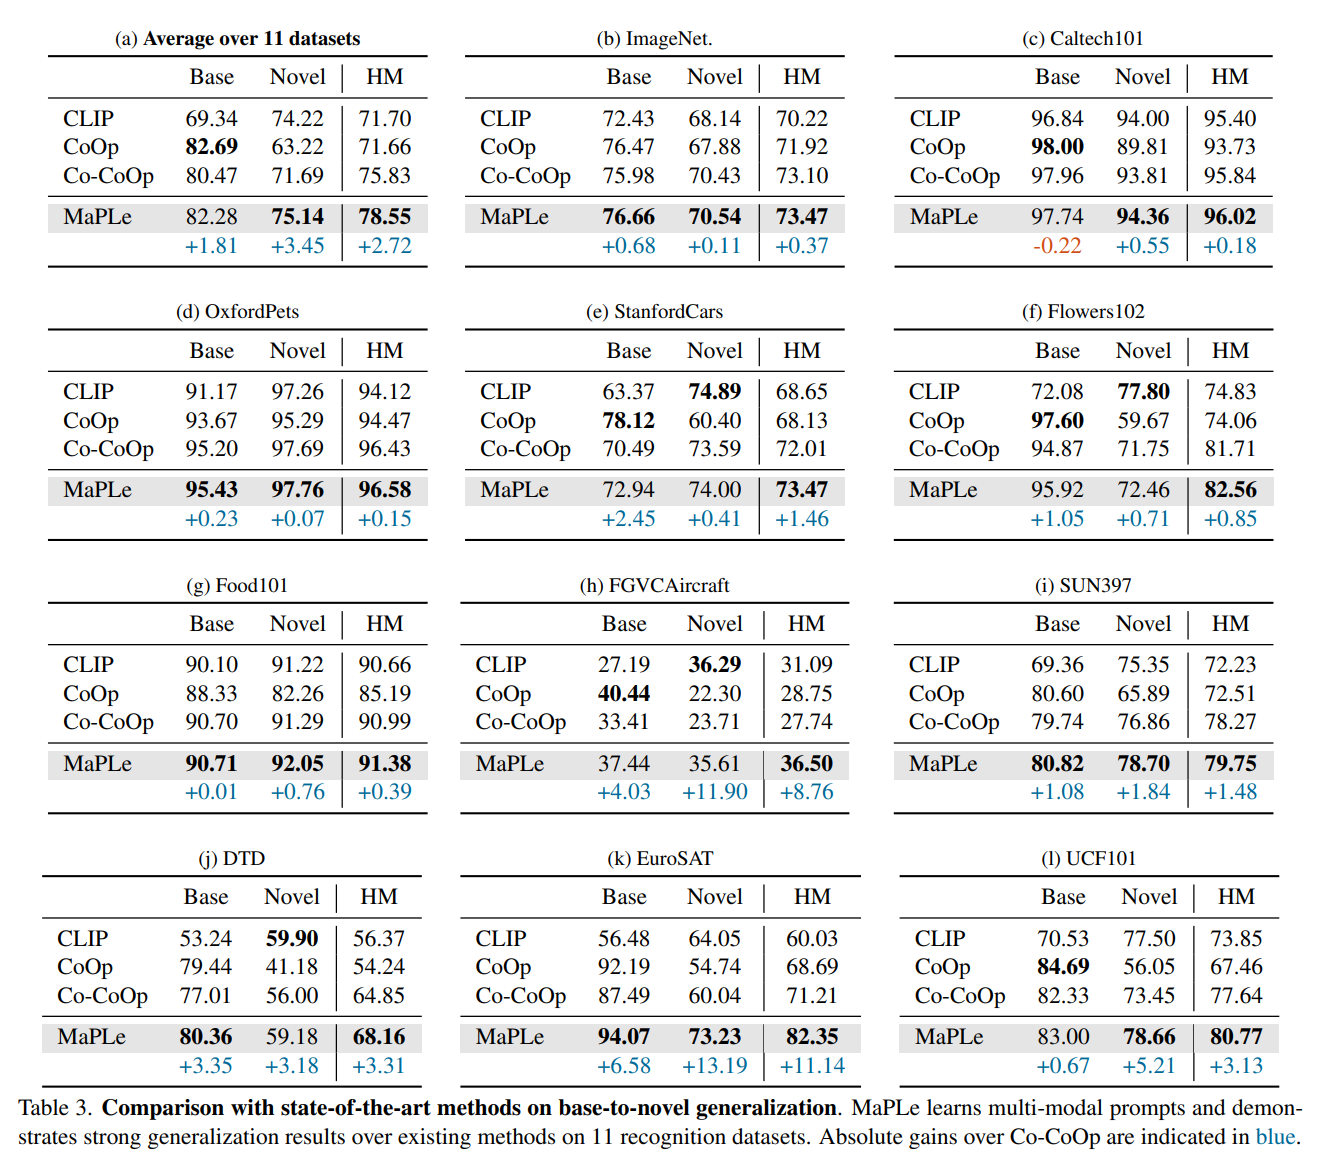 (a) Average over 11 datasets
Base Novel HM
CLIP 69.34 74.22 71.70
CoOp 82.69 63.22 71.66
Co-CoOp 80.47 71.69 75.83
MaPLe 82.28 75.14 78.55
+1.81 +3.45 +2.72
(b) ImageNet.
Base Novel HM
CLIP 72.43 68.14 70.22
CoOp 76.47 67.88 71.92
Co-CoOp 75.98 70.43 73.10
MaPLe 76.66 70.54 73.47
+0.68 +0.11 +0.37
(c) Caltech101
Base Novel HM
CLIP 96.84 94.00 95.40
CoOp 98.00 89.81 93.73
Co-CoOp 97.96 93.81 95.84
MaPLe 97.74 94.36 96.02
-0.22 +0.55 +0.18
(d) OxfordPets
Base Novel HM
CLIP 91.17 97.26 94.12
CoOp 93.67 95.29 94.47
Co-CoOp 95.20 97.69 96.43
MaPLe 95.43 97.76 96.58
+0.23 +0.07 +0.15
(e) StanfordCars
Base Novel HM
CLIP 63.37 74.89 68.65
CoOp 78.12 60.40 68.13
Co-CoOp 70.49 73.59 72.01
MaPLe 72.94 74.00 73.47
+2.45 +0.41 +1.46
(f) Flowers102
Base Novel HM
CLIP 72.08 77.80 74.83
CoOp 97.60 59.67 74.06
Co-CoOp 94.87 71.75 81.71
MaPLe 95.92 72.46 82.56
+1.05 +0.71 +0.85
(g) Food101
Base Novel HM
CLIP 90.10 91.22 90.66
CoOp 88.33 82.26 85.19
Co-CoOp 90.70 91.29 90.99
MaPLe 90.71 92.05 91.38
+0.01 +0.76 +0.39
(h) FGVCAircraft
Base Novel HM
CLIP 27.19 36.29 31.09
CoOp 40.44 22.30 28.75
Co-CoOp 33.41 23.71 27.74
MaPLe 37.44 35.61 36.50
+4.03 +11.90 +8.76
(i) SUN397
Base Novel HM
CLIP 69.36 75.35 72.23
CoOp 80.60 65.89 72.51
Co-CoOp 79.74 76.86 78.27
MaPLe 80.82 78.70 79.75
+1.08 +1.84 +1.48
(j) DTD
Base Novel HM
CLIP 53.24 59.90 56.37
CoOp 79.44 41.18 54.24
Co-CoOp 77.01 56.00 64.85
MaPLe 80.36 59.18 68.16
+3.35 +3.18 +3.31
(k) EuroSAT
Base Novel HM
CLIP 56.48 64.05 60.03
CoOp 92.19 54.74 68.69
Co-CoOp 87.49 60.04 71.21
MaPLe 94.07 73.23 82.35
+6.58 +13.19 +11.14
(l) UCF101
Base Novel HM
CLIP 70.53 77.50 73.85
CoOp 84.69 56.05 67.46
Co-CoOp 82.33 73.45 77.64
MaPLe 83.00 78.66 80.77
+0.67 +5.21 +3.13
Table 3. Comparison with state-of-the-art methods on base-to-novel generalization. MaPLe learns multi-modal prompts and demon-
strates strong generalization results over existing methods on 11 recognition datasets. Absolute gains over Co-CoOp are indicated in blue.